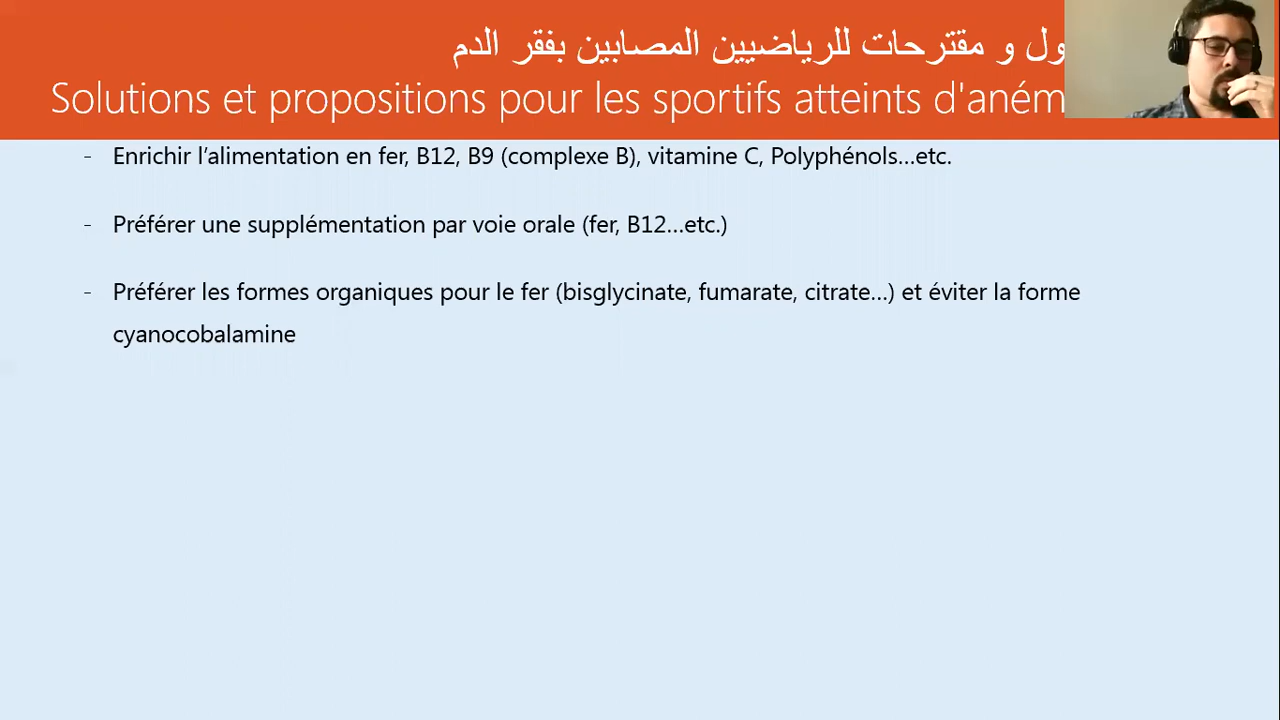 ول و مقترحات للرياضيين المصابين بفقر الدم
Solutions et propositions pour les sportifs atteints d'aném
- Enrichir l’alimentation en fer, B12, B9 (complexe B), vitamine C, Polyphénols…etc.
- Préférer une supplémentation par voie orale (fer, B12…etc.)
- Préférer les formes organiques pour le fer (bisglycinate, fumarate, citrate…) et éviter la forme
cyanocobalamine